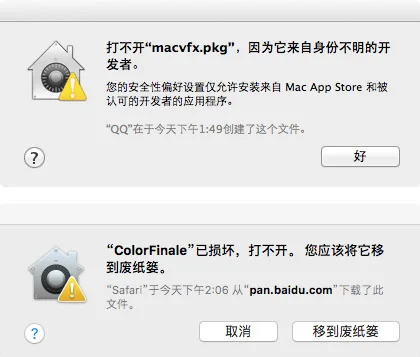 打不开“macvfx.pkg”，因为它来自身份不明的开
发者。
您的安全性偏好设置仅允许安装来自 Mac App Store 和被
认可的开发者的应用程序。
“QQ”在于今天下午1:49创建了这个文件。
?
好
“ColorFinale”已损坏，打不开。 您应该将它移
到废纸篓。
“Safari”于今天下午2:06 从“pan.baidu.com”下载了此
文件。
?
取消
移到废纸篓